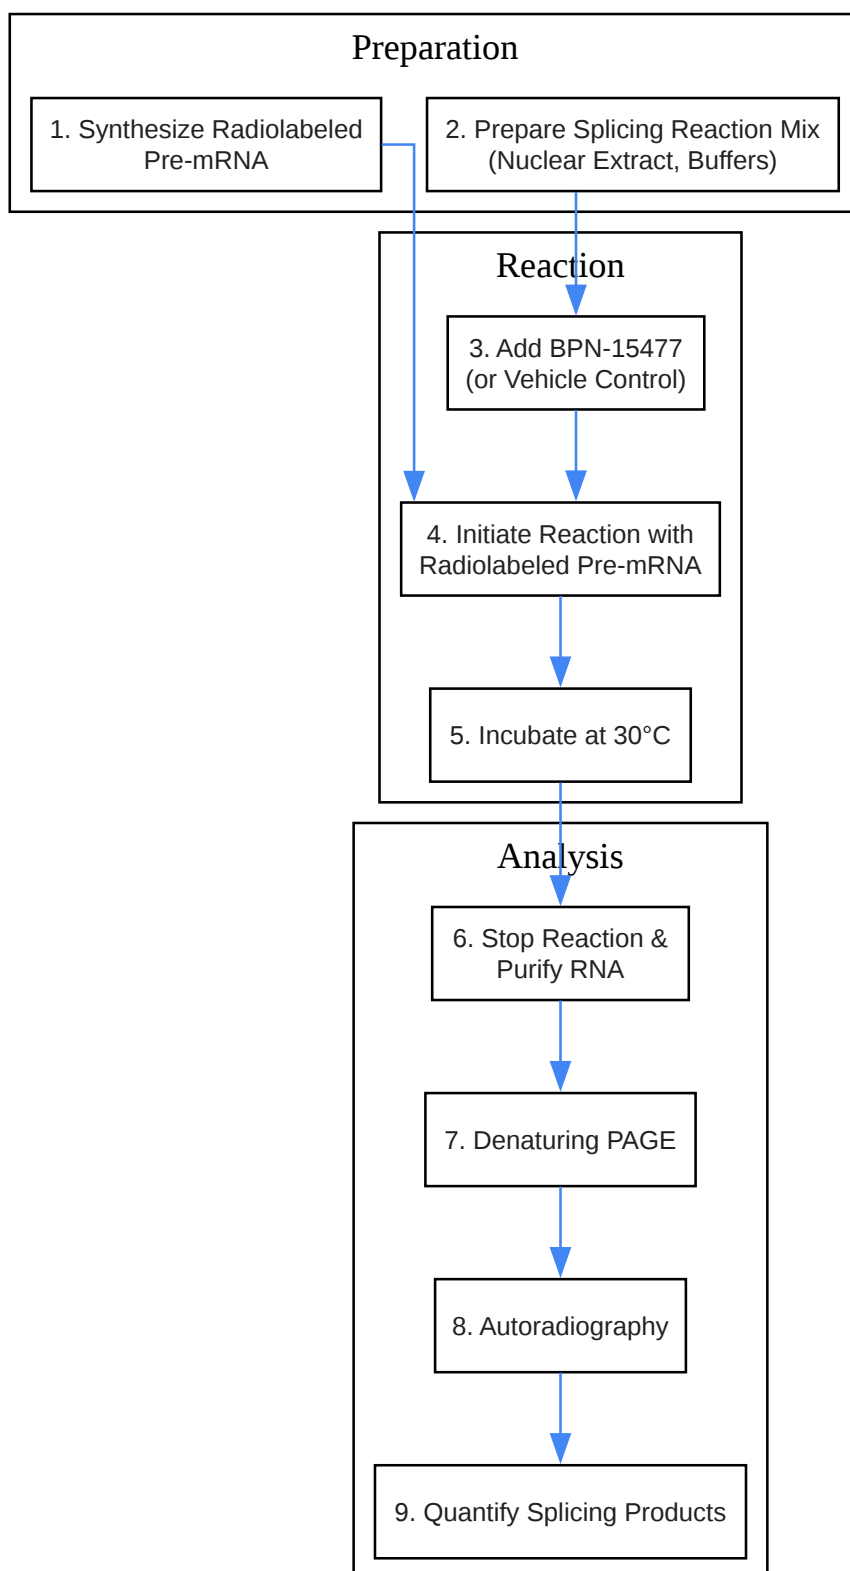 Preparation
1. Synthesize Radiolabeled
Pre-mRNA
2. Prepare Splicing Reaction Mix
(Nuclear Extract, Buffers)
Reaction
3. Add BPN-15477
(or Vehicle Control)
4. Initiate Reaction with
Radiolabeled Pre-mRNA
5. Incubate at 30°C
Analysis
6. Stop Reaction &
Purify RNA
7. Denaturing PAGE
8. Autoradiography
9. Quantify Splicing Products